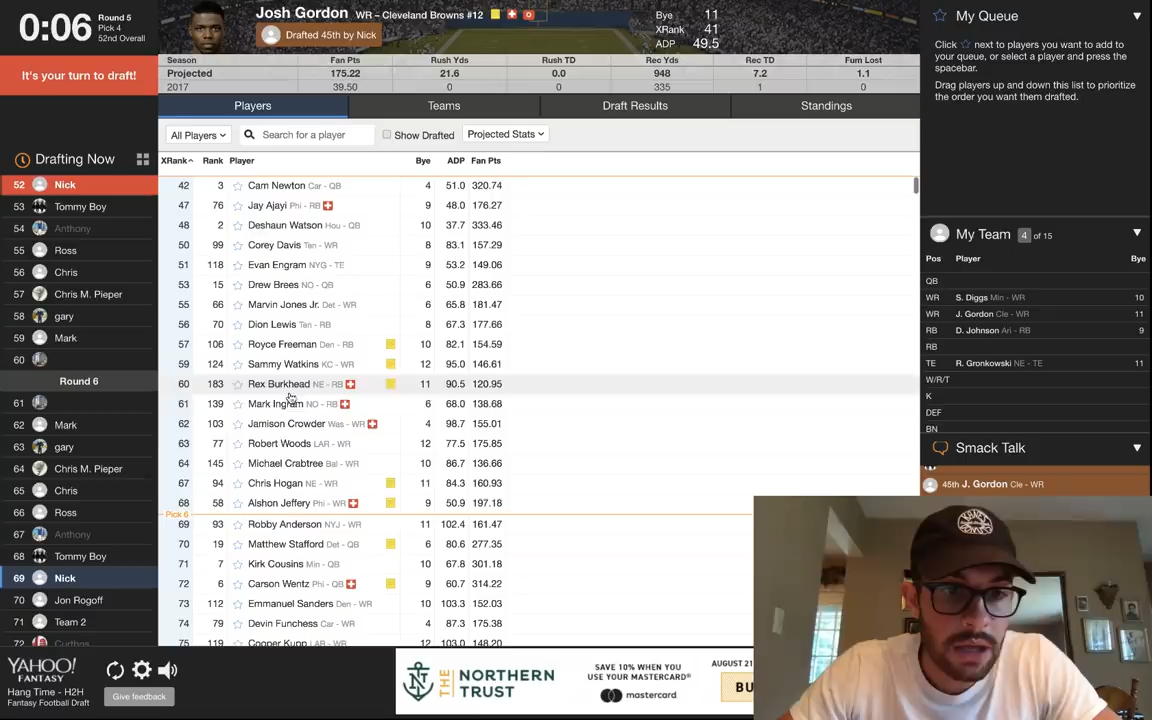 0:06
Round 5
Pick 4
52nd Overall
It's your turn to draft!
Josh Gordon WR – Cleveland Browns #12
Drafted 45th by Nick
Bye 11
XRank 41
ADP 49.5
Season Fan Pts Rush Yds Rush TD Rec Yds Rec TD Fum Lost
Projected 175.22 21.6 0.0 948 7.2 1.1
2017 39.50 0 0 335 1 0
Players Teams Draft Results Standings
All Players Search for a player Show Drafted Projected Stats
XRank Rank Player Bye ADP Fan Pts
42 3 Cam Newton Car - QB 4 51.0 320.74
47 76 Jay Ajayi Phi - RB 9 48.0 176.27
48 2 Deshaun Watson Hou - QB 10 37.7 333.46
50 99 Corey Davis Ten - WR 8 83.1 157.29
51 118 Evan Engram NYG - TE 9 53.2 149.06
53 15 Drew Brees NO - QB 6 50.9 283.66
55 66 Marvin Jones Jr. Det - WR 6 65.8 181.47
56 70 Dion Lewis Ten - RB 8 67.3 177.66
57 106 Royce Freeman Den - RB 10 82.1 154.59
59 124 Sammy Watkins KC - WR 12 95.0 146.61
60 183 Rex Burkhead NE - RB 11 90.5 120.95
61 139 Mark Ingram NO - RB 6 68.0 138.68
62 103 Jamison Crowder Was - WR 4 98.7 155.01
63 77 Robert Woods LAR - WR 12 77.5 175.85
64 145 Michael Crabtree Bal - WR 10 86.7 136.66
67 94 Chris Hogan NE - WR 11 84.3 160.93
68 58 Alshon Jeffery Phi - WR 9 50.9 197.18
Pick 6
69 93 Robby Anderson NYJ - WR 11 102.4 161.47
70 19 Matthew Stafford Det - QB 6 80.6 277.35
71 7 Kirk Cousins Min - QB 10 67.8 301.18
72 6 Carson Wentz Phi - QB 9 60.7 314.22
73 112 Emmanuel Sanders Den - WR 10 103.3 152.03
74 79 Devin Funchess Car - WR 4 87.3 175.38
75 119 Cooper Kupp LAR - WR 12 103.0 148.20
Drafting Now
52 Nick
53 Tommy Boy
54 Anthony
55 Ross
56 Chris
57 Chris M. Pieper
58 gary
59 Mark
60
Round 6
61
62 Mark
63 gary
64 Chris M. Pieper
65 Chris
66 Ross
67 Anthony
68 Tommy Boy
69 Nick
70 Jon Rogoff
71 Team 2
72
YAHOO!
FANTASY
Hang Time - H2H
Fantasy Football Draft
Give feedback
My Queue
Click next to players you want to add to
your queue, or select a player and press the
spacebar.
Drag players up and down this list to prioritize
the order you want them drafted.
My Team 4 of 15
Pos Player Bye
QB
WR S. Diggs Min - WR 10
WR J. Gordon Cle - WR 11
RB D. Johnson Ari - RB 9
RB
TE R. Gronkowski NE - TE 11
W/R/T
K
DEF
BN
Smack Talk
45th J. Gordon Cle - WR
THE NORTHERN
TRUST
SAVE 10% WHEN YOU
USE YOUR MASTERCARD®
mastercard
AUGUST 21
BU